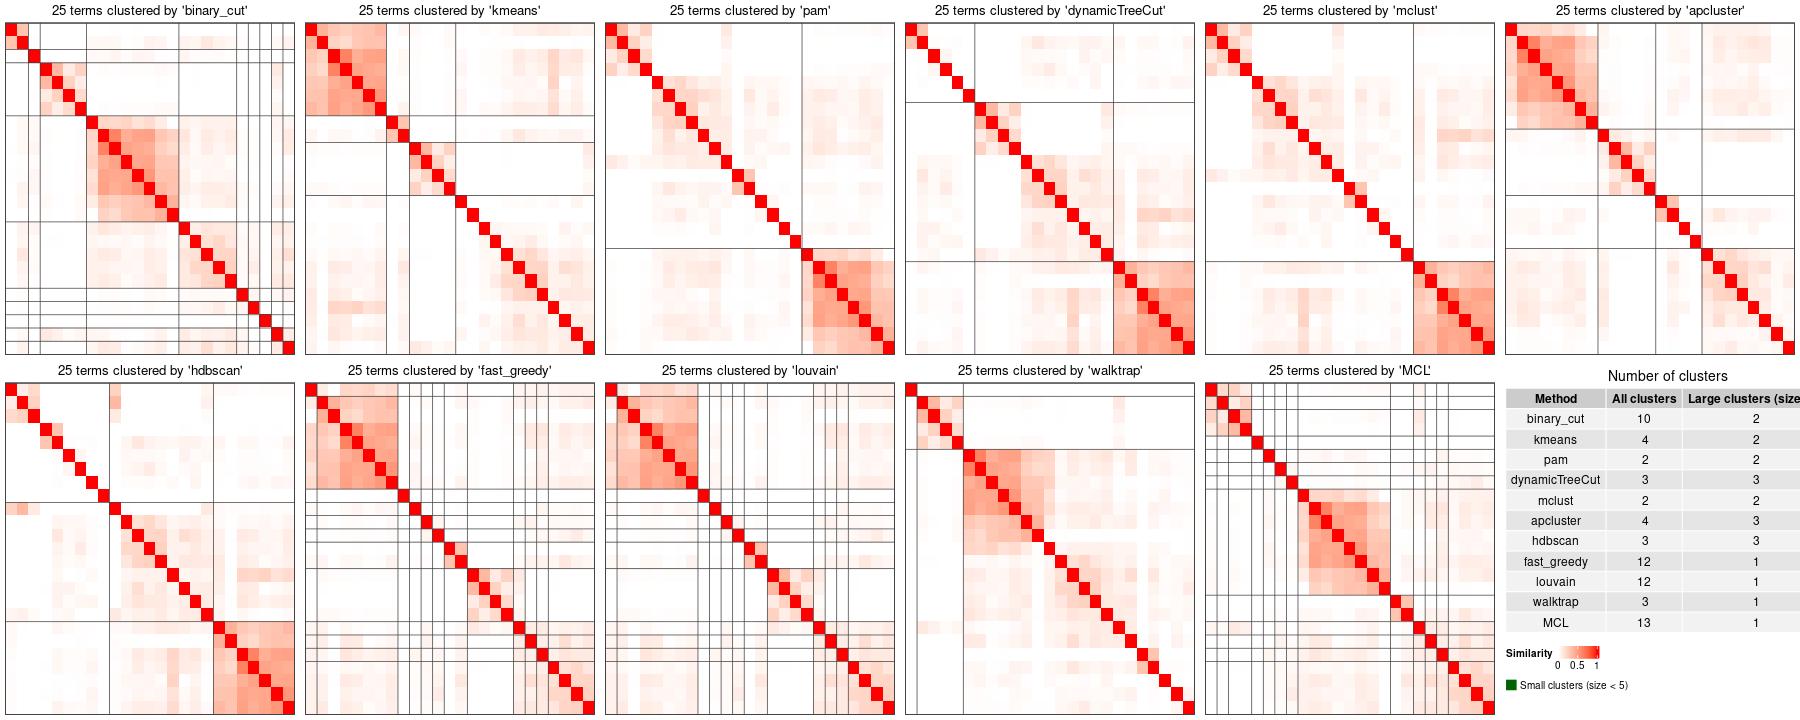 25 terms clustered by 'binary_cut'
25 terms clustered by 'kmeans'
25 terms clustered by 'pam'
25 terms clustered by 'dynamicTreeCut'
25 terms clustered by 'mclust'
25 terms clustered by 'apcluster'
25 terms clustered by 'hdbscan'
25 terms clustered by 'fast_greedy'
25 terms clustered by 'louvain'
25 terms clustered by 'walktrap'
25 terms clustered by 'MCL'
Number of clusters
Method All clusters Large clusters (size
binary_cut 10 2
kmeans 4 2
pam 2 2
dynamicTreeCut 3 3
mclust 2 2
apcluster 4 3
hdbscan 3 3
fast_greedy 12 1
louvain 12 1
walktrap 3 1
MCL 13 1
Similarity
0 0.5 1
Small clusters (size < 5)